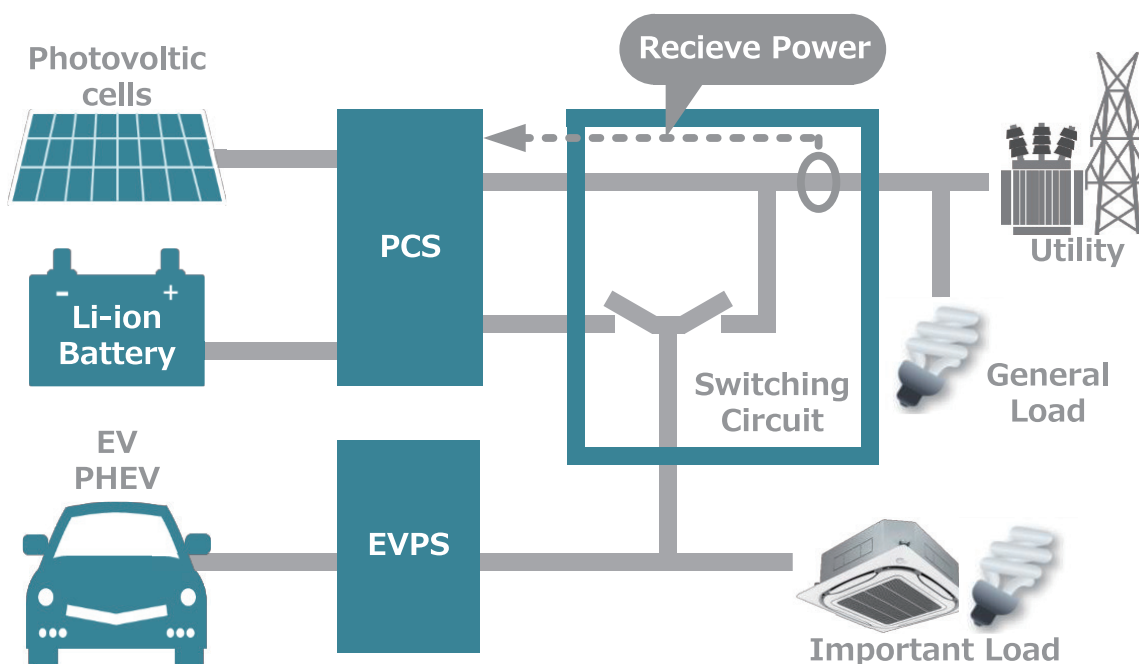 Recieve Power
Photovoltic
cells
PCS
Utility
- +
Li-ion
Battery
Switching
Circuit
General
Load
EV
PHEV
EVPS
Important Load